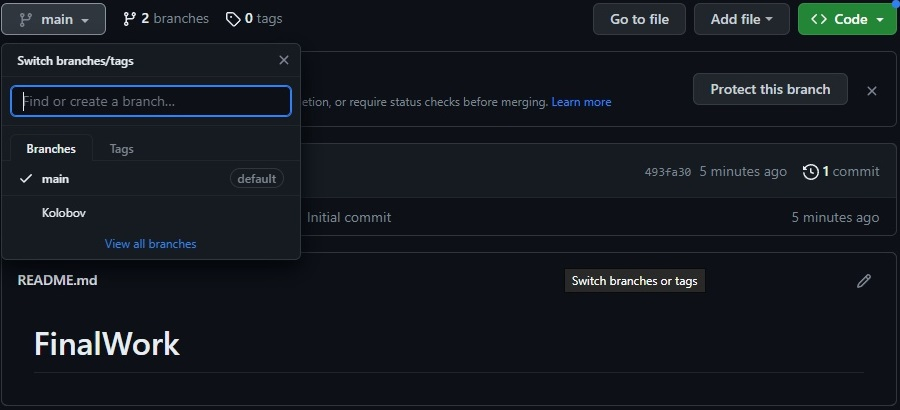 main 2 branches 0 tags Go to file Add file Code
Switch branches/tags
Find or create a branch...
etion, or require status checks before merging. Learn more Protect this branch
Branches Tags
main default
493fa30 5 minutes ago 1 commit
Kolobov
Initial commit 5 minutes ago
View all branches
README.md
Switch branches or tags
FinalWork